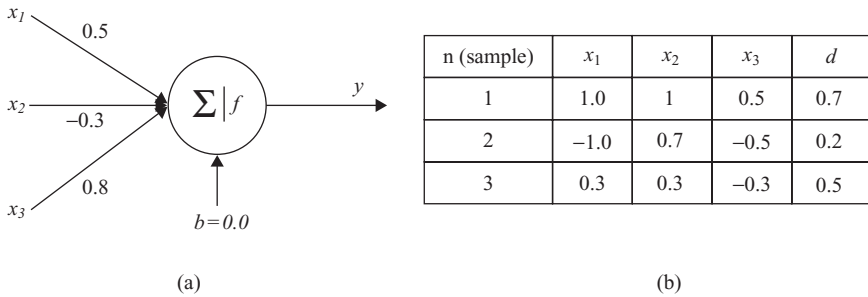 x1
0.5
x2
−0.3
Σ | f
y
0.8
x3
b=0.0
(a)
n (sample) x1 x2 x3 d
1 1.0 1 0.5 0.7
2 −1.0 0.7 −0.5 0.2
3 0.3 0.3 −0.3 0.5
(b)